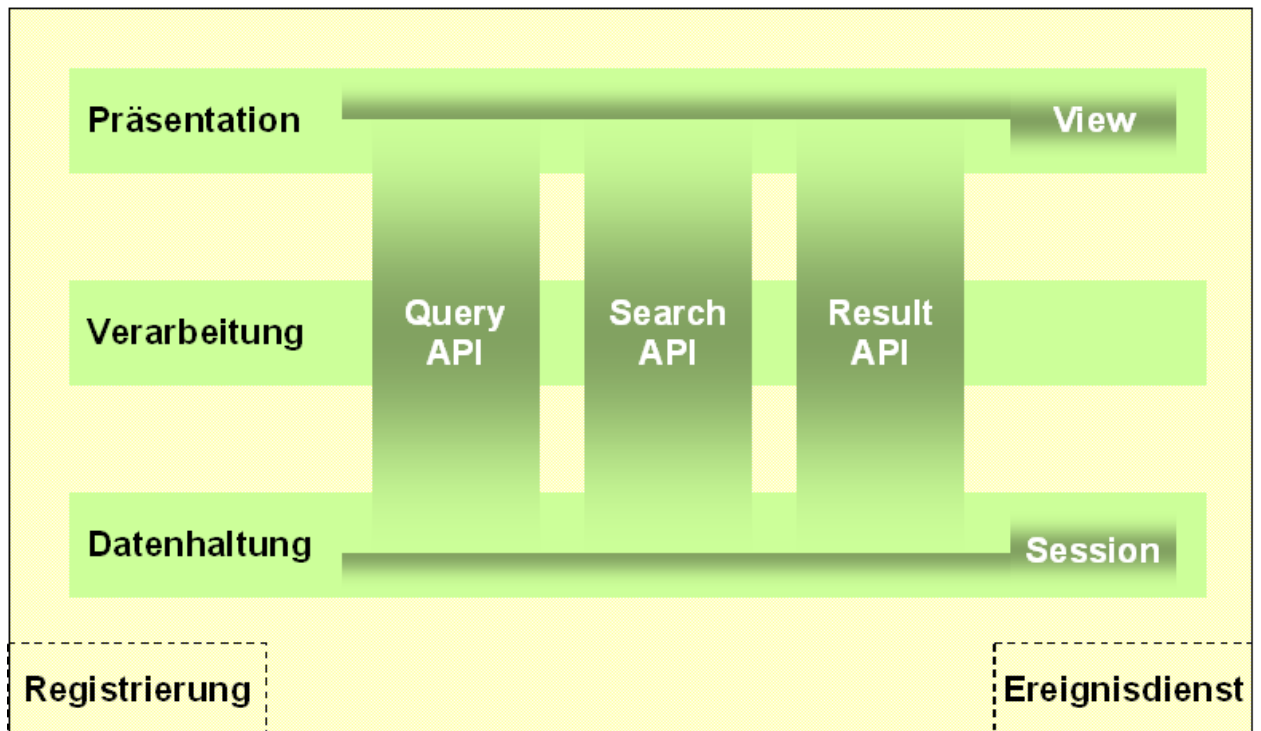 Präsentation
View
Verarbeitung
Query
API
Search
API
Result
API
Datenhaltung
Session
Registrierung
Ereignisdienst